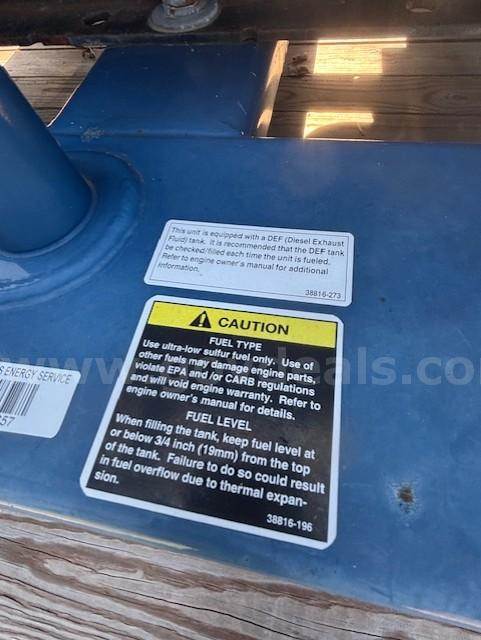 This unit is equipped with a DEF (Diesel Exhaust
Fluid) tank. It is recommended that the DEF tank
be checked/filled each time the unit is fueled.
Refer to engine owner's manual for additional
information.
38816-273
CAUTION
FUEL TYPE
Use ultra-low sulfur fuel only. Use of
other fuels may damage engine parts,
violate EPA and /or CARB regulations
and will void engine warranty. Refer to
engine owner's manual for details.
FUEL LEVEL
When filling the tank, keep fuel level at
or below 3/4 inch (19mm) from the top
of the tank. Failure to do so could result
in fuel overflow due to thermal expan-
sion.
38816-196
ENERGY SERVICE
57